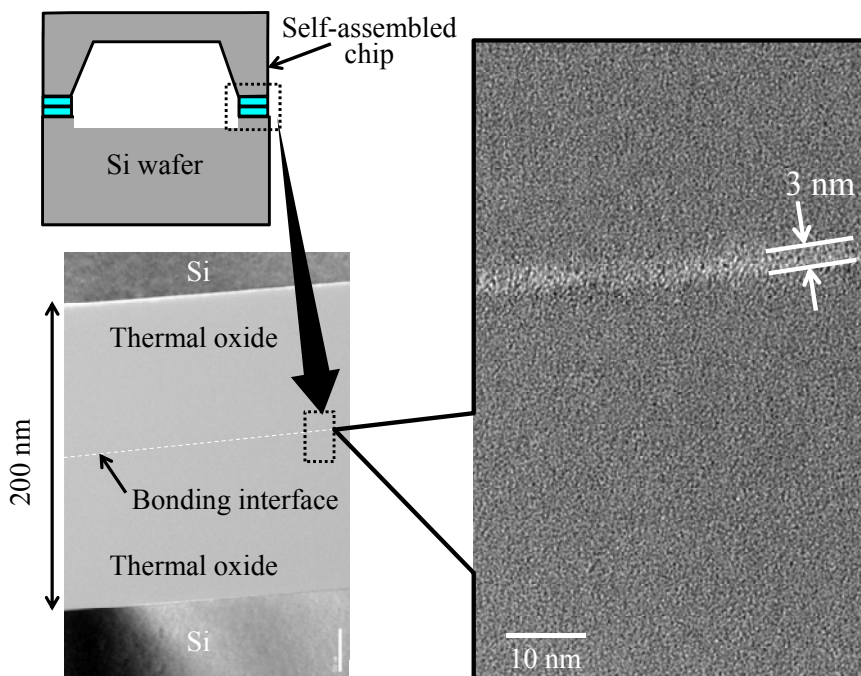 Self-assembled
chip
Si wafer
3 nm
Si
Thermal oxide
200 nm
Bonding interface
Thermal oxide
Si
10 nm